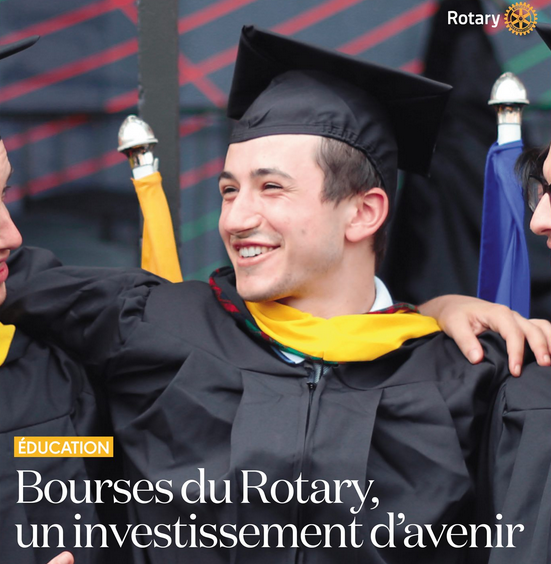 Rotary
ÉDUCATION
Bourses du Rotary,
un investissement d'avenir